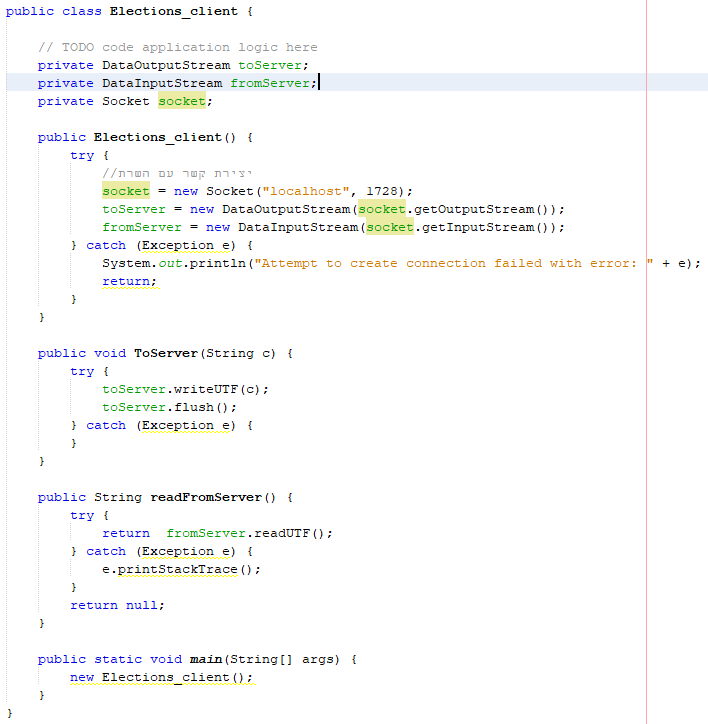 public class Elections_client {
// TODO code application logic here
private DataOutputStream toServer;
private DataInputStream fromServer;
private Socket socket;
public Elections_client() {
try {
//יצירת קשר עם השרת
socket = new Socket("localhost", 1728);
toServer = new DataOutputStream(socket.getOutputStream());
fromServer = new DataInputStream(socket.getInputStream());
} catch (Exception e) {
System.out.println("Attempt to create connection failed with error: " + e);
return;
}
}
public void ToServer(String c) {
try {
toServer.writeUTF(c);
toServer.flush();
} catch (Exception e) {
}
}
public String readFromServer() {
try {
return  fromServer.readUTF();
} catch (Exception e) {
e.printStackTrace();
}
return null;
}
public static void main(String[] args) {
new Elections_client();
}
}